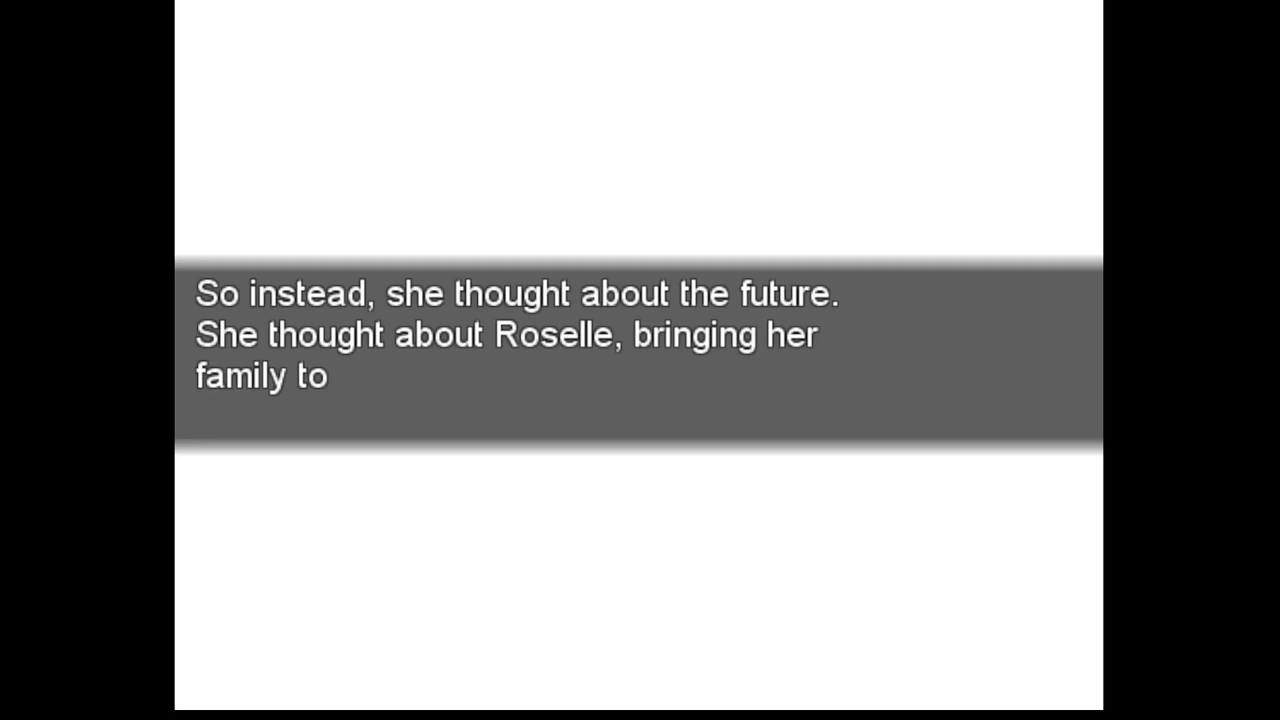 So instead, she thought about the future.
She thought about Roselle, bringing her
family to